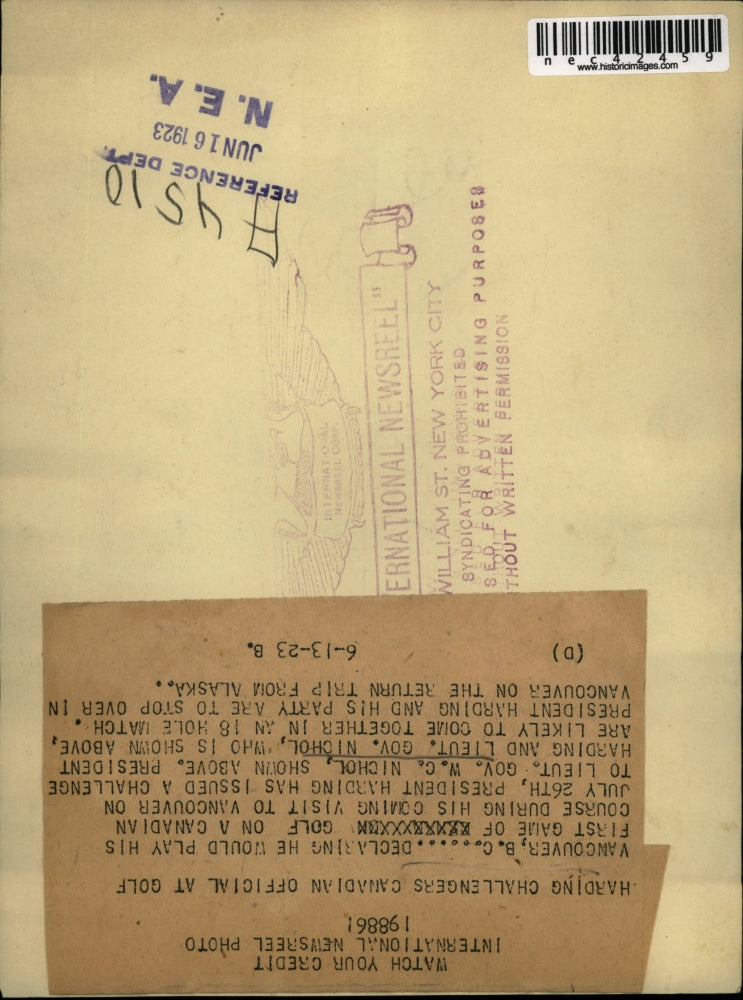 nec42459
www.historicimages.com
N. E. A.
JUN 16 1923
REFERENCE DEPT.
A 4510
INTERNATIONAL
NEWSREEL CORP.
ERNATIONAL NEWSREEL"
WILLIAM ST. NEW YORK CITY
SYNDICATING PROHIBITED
SED FOR ADVERTISING PURPOSES
THOUT WRITTEN PERMISSION
WATCH YOUR CREDIT
INTERNATIONAL NEWSREEL PHOTO
198861
HARDING CHALLENGERS CANADIAN OFFICIAL AT GOLF
VANCOUVER, B.C......DECLARING HE WOULD PLAY HIS
FIRST GAME OF GOLF ON A CANADIAN
COURSE DURING HIS COMING VISIT TO VANCOUVER ON
JULY 26TH, PRESIDENT HARDING HAS ISSUED A CHALLENGE
TO LIEUT. GOV. W.C. NICHOL, SHOWN ABOVE. PRESIDENT
HARDING AND LIEUT. GOV. NICHOL, WHO IS SHOWN ABOVE,
ARE LIKELY TO COME TOGETHER IN AN 18 HOLE MATCH.
PRESIDENT HARDING AND HIS PARTY ARE TO STOP OVER IN
VANCOUVER ON THE RETURN TRIP FROM ALASKA..
(D) 6-13-23 B.